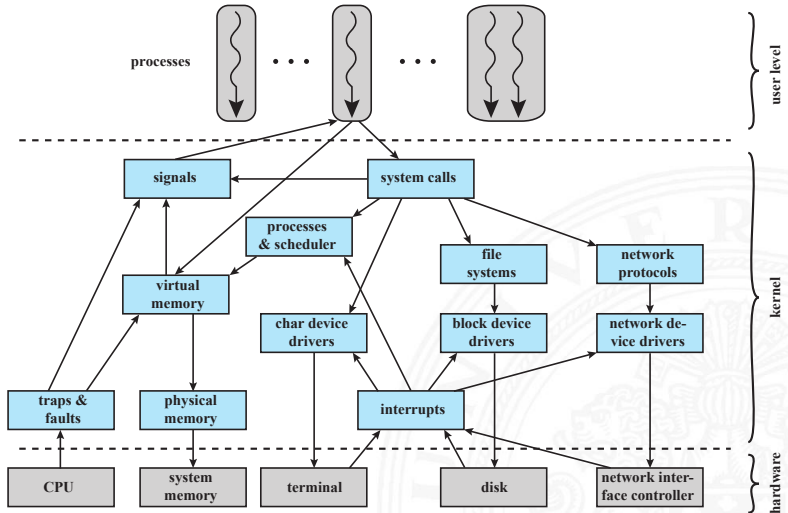 processes
• • •
• • •
user level
signals
system calls
processes
& scheduler
file
systems
network
protocols
virtual
memory
char device
drivers
block device
drivers
network de-
vice drivers
kernel
traps &
faults
physical
memory
interrupts
CPU
system
memory
terminal
disk
network inter-
face controller
hardware
VER